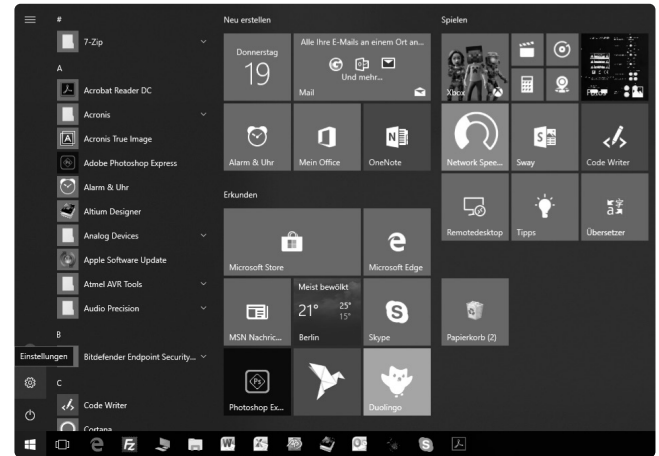 #
7-Zip
A
Acrobat Reader DC
Acronis
Acronis True Image
Adobe Photoshop Express
Alarm & Uhr
Altium Designer
Analog Devices
Apple Software Update
Atmel AVR Tools
Audio Precision
B
Bitdefender Endpoint Security...
C
Code Writer
Cortana
Einstellungen
Neu erstellen
Donnerstag
19
Alle Ihre E-Mails an einem Ort an...
Und mehr...
Mail
Alarm & Uhr
Mein Office
OneNote
Erkunden
Microsoft Store
Microsoft Edge
MSN Nachric...
Meist bewölkt
21°
25°
15°
Berlin
Skype
Photoshop Ex...
Duolingo
Spielen
Xbox
Network Spee...
Sway
Code Writer
Remotedesktop
Tipps
Übersetzer
Papierkorb (2)